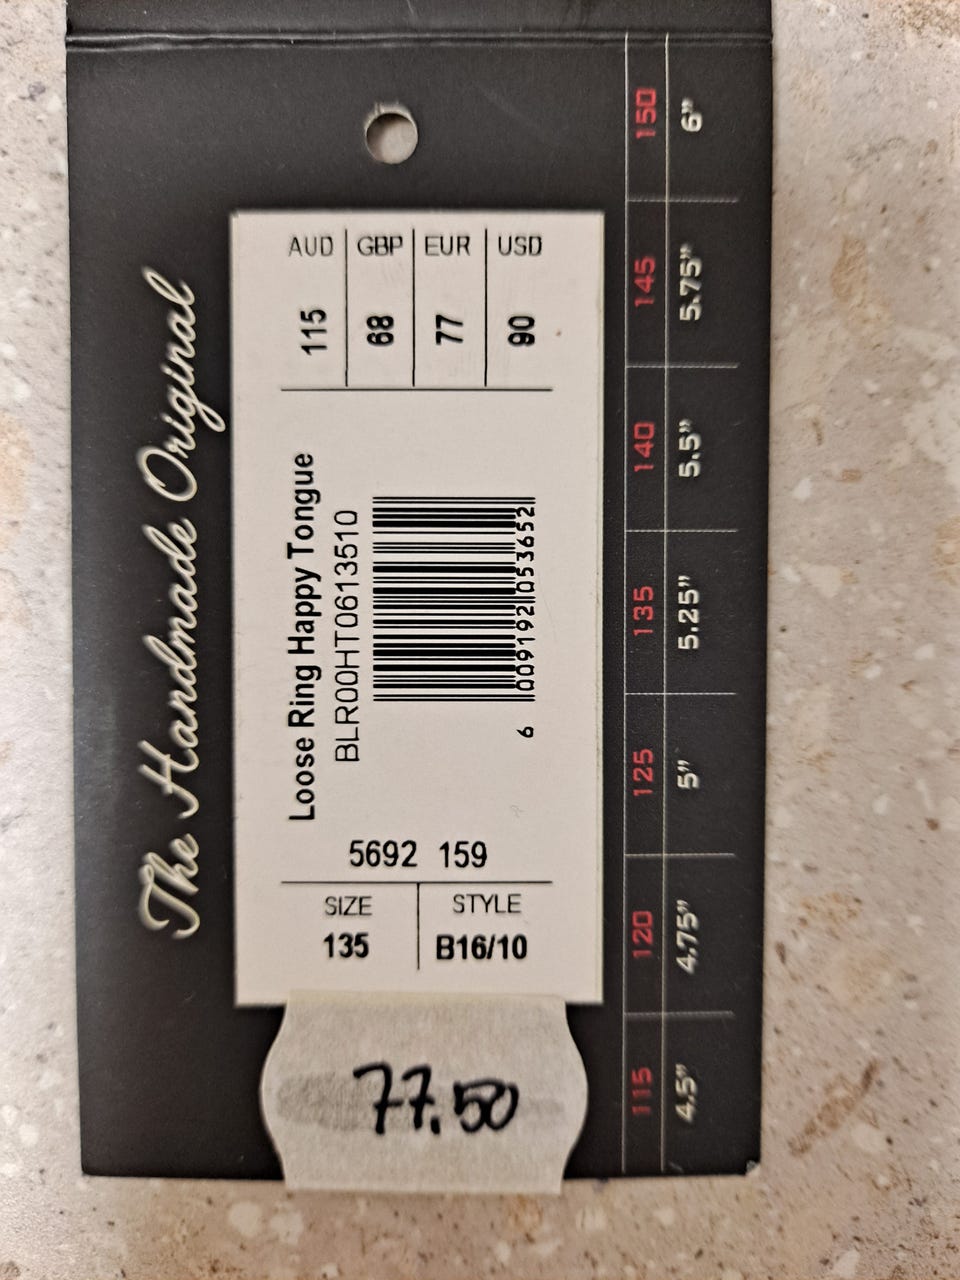 The Handmade Original
AUD GBP EUR USD
115 68 77 90
Loose Ring Happy Tongue
BLR00HT0613510
6 009192 053652
5692 159
SIZE STYLE
135 B16/10
77.50
150 6”
145 5.75”
140 5.5”
135 5.25”
125 5”
120 4.75”
115 4.5”